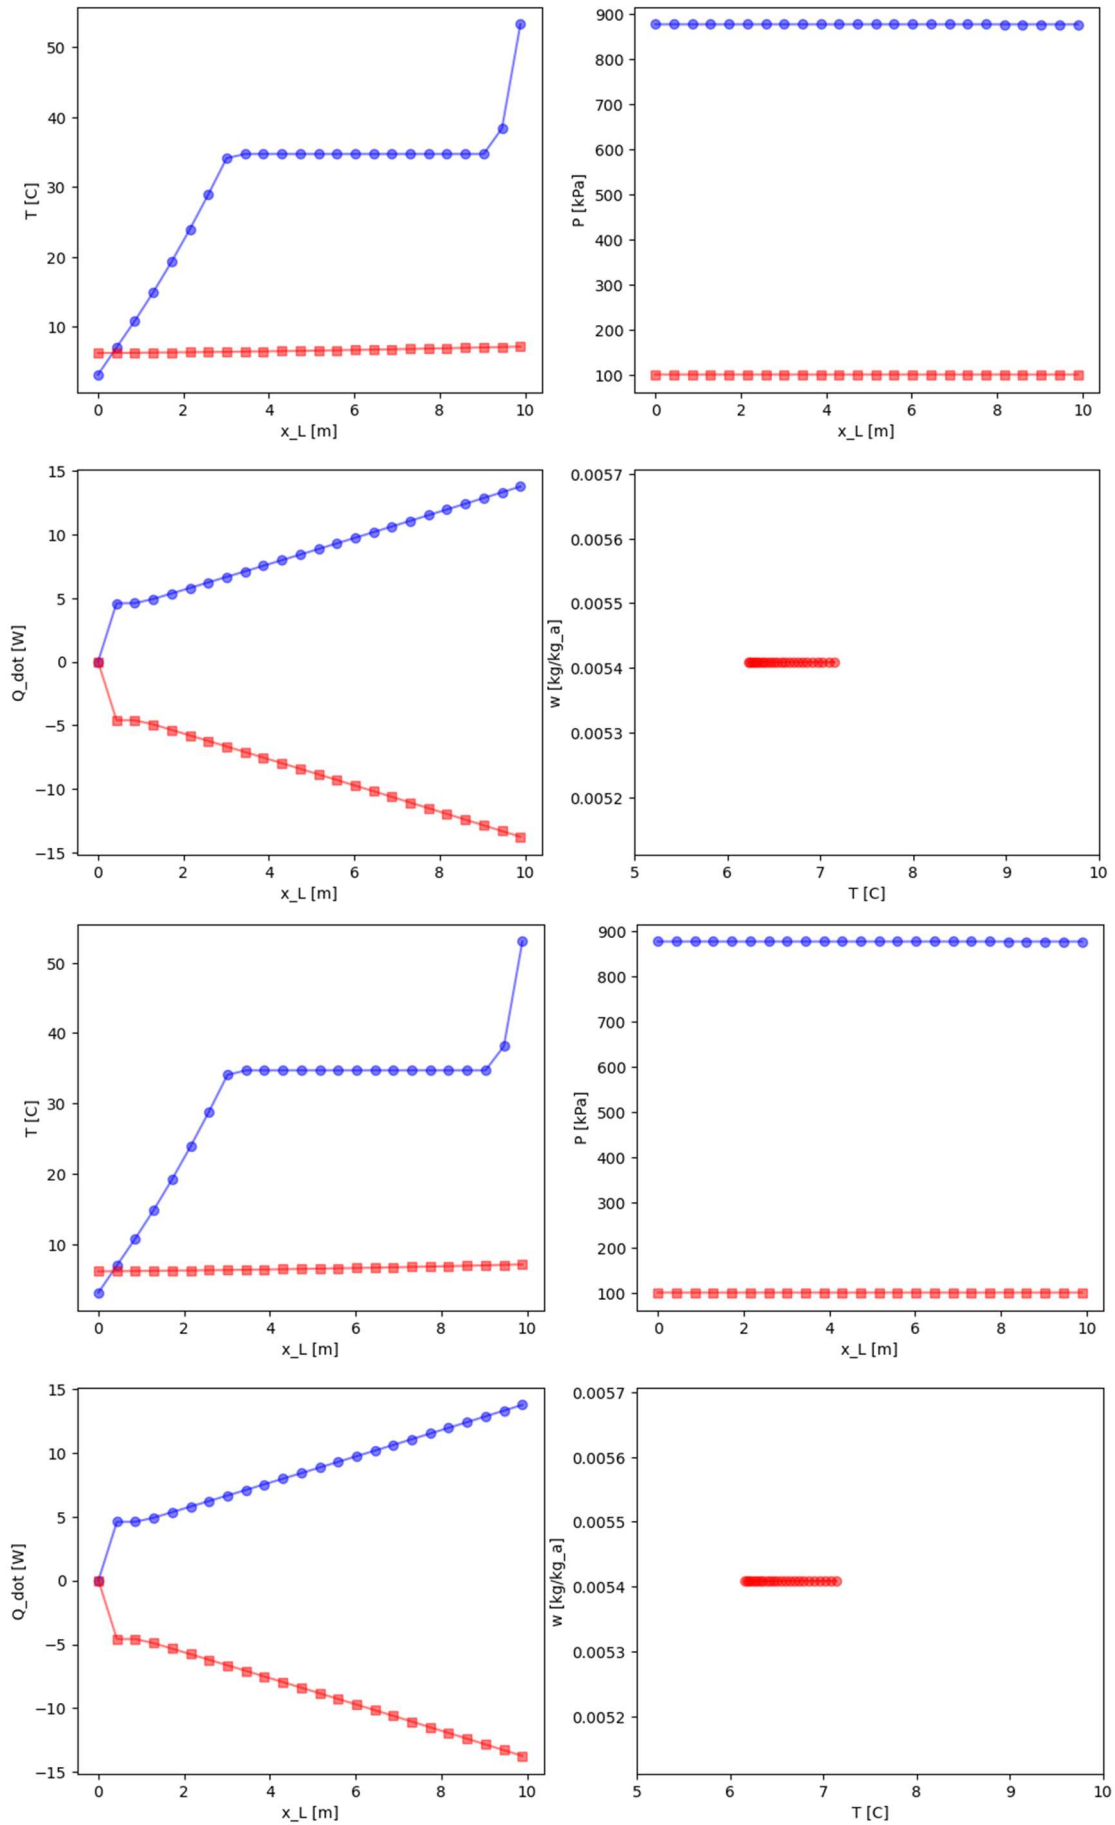 50
40
30
20
10
T [C]
0 2 4 6 8 10
x_L [m]
900
800
700
600
500
400
300
200
100
P [kPa]
0 2 4 6 8 10
x_L [m]
15
10
5
0
−5
−10
−15
Q_dot [W]
0 2 4 6 8 10
x_L [m]
0.0057
0.0056
0.0055
0.0054
0.0053
0.0052
w [kg/kg_a]
5 6 7 8 9 10
T [C]
50
40
30
20
10
T [C]
0 2 4 6 8 10
x_L [m]
900
800
700
600
500
400
300
200
100
P [kPa]
0 2 4 6 8 10
x_L [m]
15
10
5
0
−5
−10
−15
Q_dot [W]
0 2 4 6 8 10
x_L [m]
0.0057
0.0056
0.0055
0.0054
0.0053
0.0052
w [kg/kg_a]
5 6 7 8 9 10
T [C]